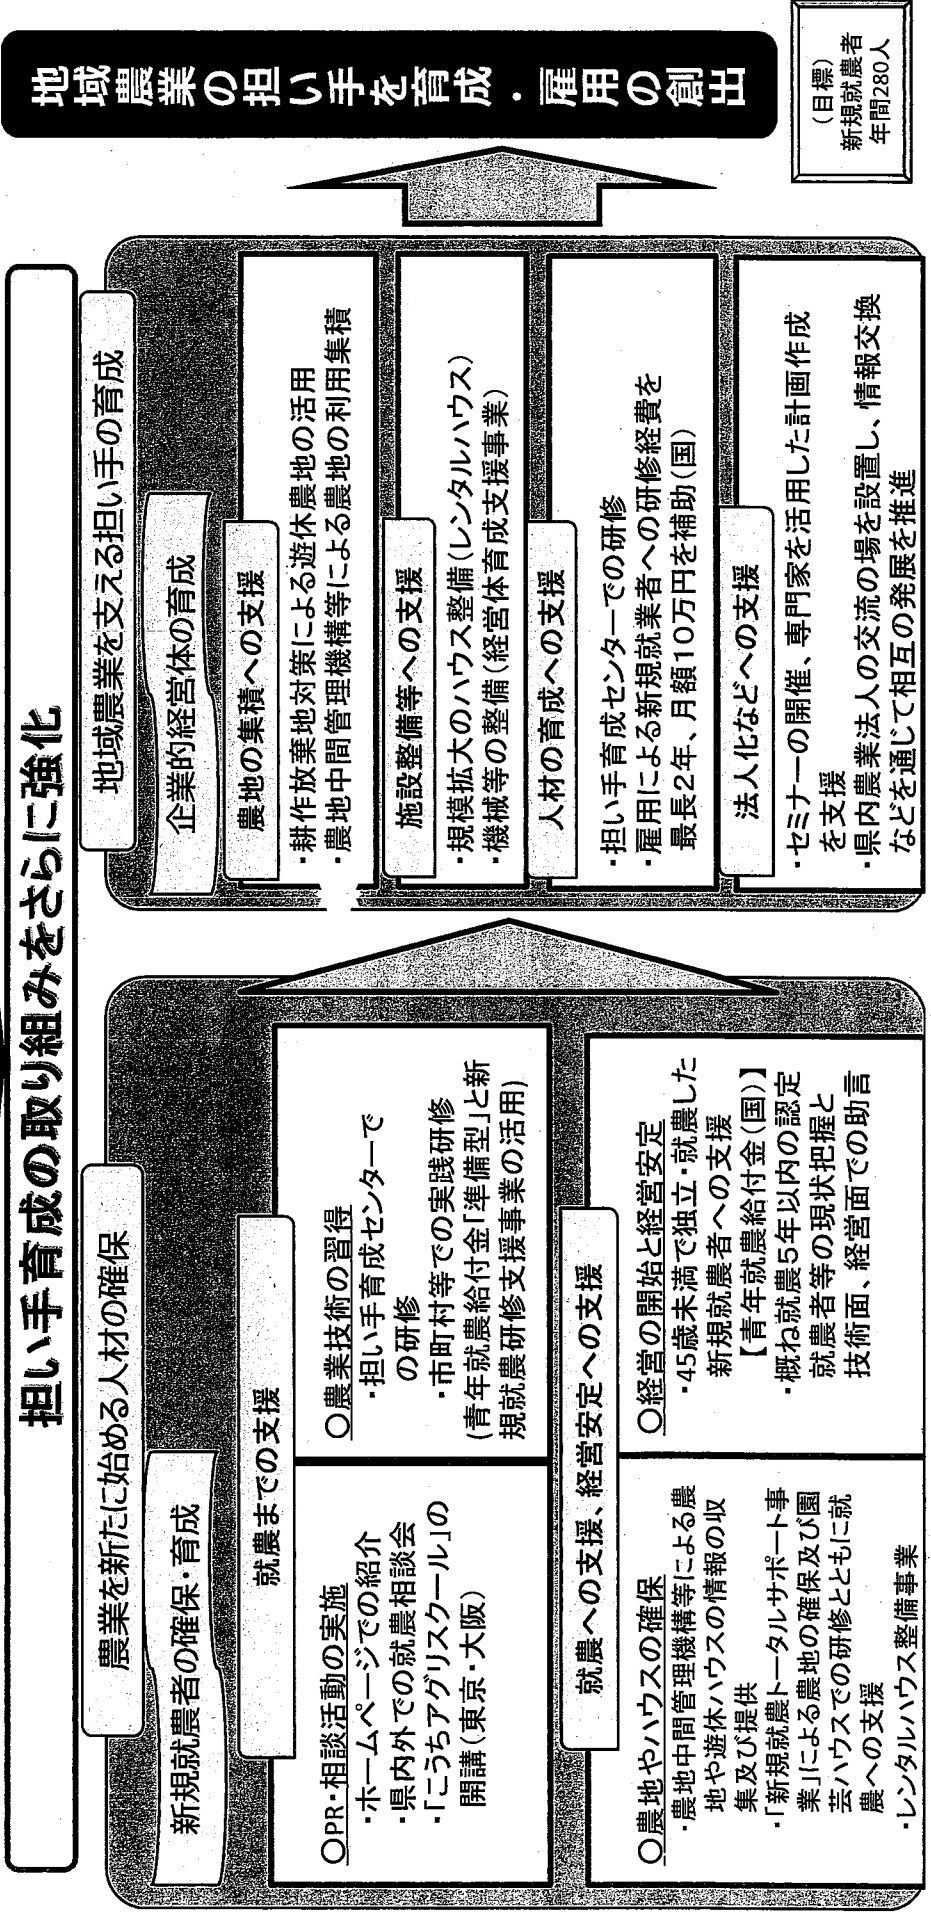 担い手育成の取り組みをさらに強化
農業を新たに始める人材の確保
新規就農者の確保・育成
就農までの支援
○PR・相談活動の実施
・ホームページでの紹介
・県内外での就農相談会
・「こうちアグリスクール」の
開講(東京・大阪)
○農業技術の習得
・担い手育成センターで
の研修
・市町村等での実践研修
(青年就農給付金「準備型」と新
規就農研修支援事業の活用)
就農への支援、経営安定への支援
○農地やハウスの確保
・農地中間管理機構等による農
地や遊休ハウスの情報の収
集及び提供
・「新規就農トータルサポート事
業」による農地の確保及び園
芸ハウスでの研修とともに就
農への支援
・レンタルハウス整備事業
○経営の開始と経営安定
・45歳未満で独立・就農した
新規就農者への支援
【青年就農給付金(国)】
・概ね就農5年以内の認定
就農者等の現状把握と
技術面、経営面での助言
地域農業を支える担い手の育成
企業的経営体の育成
農地の集積への支援
・耕作放棄地対策による遊休農地の活用
・農地中間管理機構等による農地の利用集積
施設整備等への支援
・規模拡大のハウス整備(レンタルハウス)
・機械等の整備(経営体育成支援事業)
人材の育成への支援
・担い手育成センターでの研修
・雇用による新規就業者への研修経費を
最長2年、月額10万円を補助(国)
法人化などへの支援
・セミナーの開催、専門家を活用した計画作成
を支援
・県内農業法人の交流の場を設置し、情報交換
などを通じて相互の発展を推進
地域農業の担い手を育成・雇用の創出
(目標)
新規就農者
年間280人